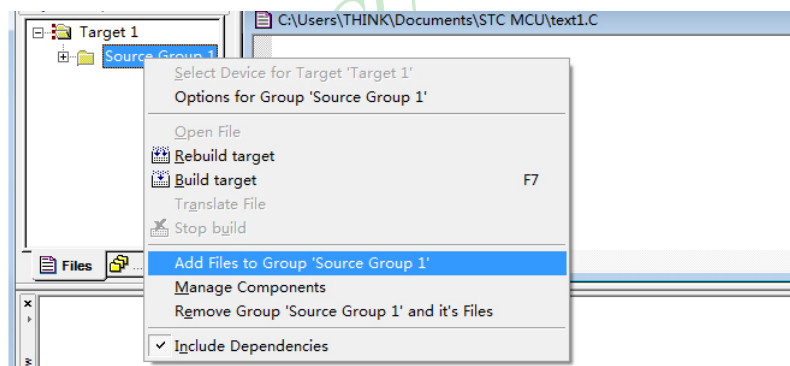 C:\Users\THINK\Documents\STC MCU\text1.C
Target 1
Source Group 1
Select Device for Target 'Target 1'
Options for Group 'Source Group 1'
Open File
Rebuild target
Build target F7
Translate File
Stop build
Add Files to Group 'Source Group 1'
Manage Components
Remove Group 'Source Group 1' and it's Files
Include Dependencies
Files